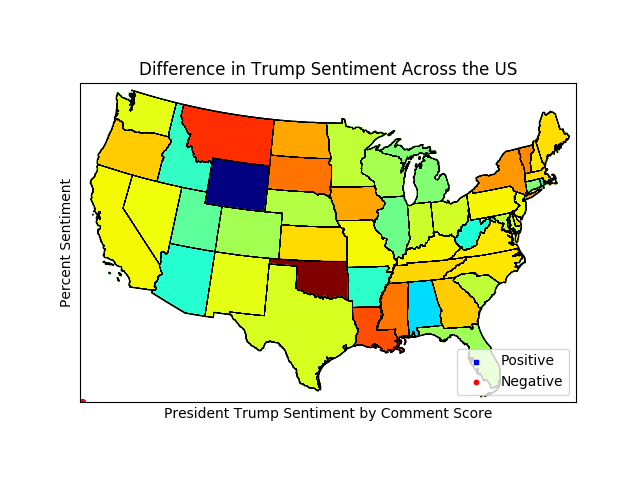 Difference in Trump Sentiment Across the US
Percent Sentiment
Positive
Negative
President Trump Sentiment by Comment Score